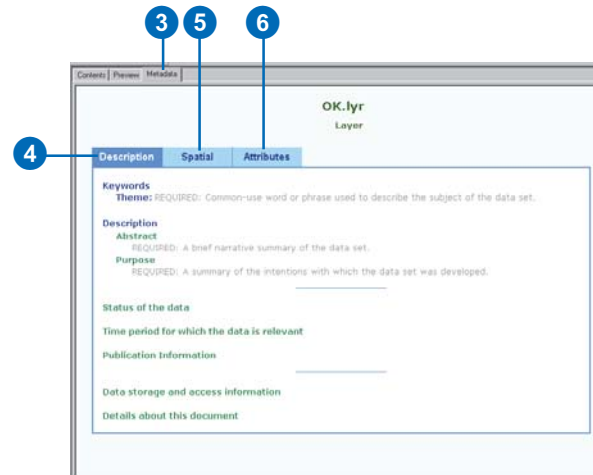 3 5 6
Contents Preview Metadata
OK.lyr
Layer
4
Description Spatial Attributes
Keywords
Theme: REQUIRED: Common-use word or phrase used to describe the subject of the data set.
Description
Abstract
REQUIRED: A brief narrative summary of the data set.
Purpose
REQUIRED: A summary of the intentions with which the data set was developed.
Status of the data
Time period for which the data is relevant
Publication Information
Data storage and access information
Details about this document